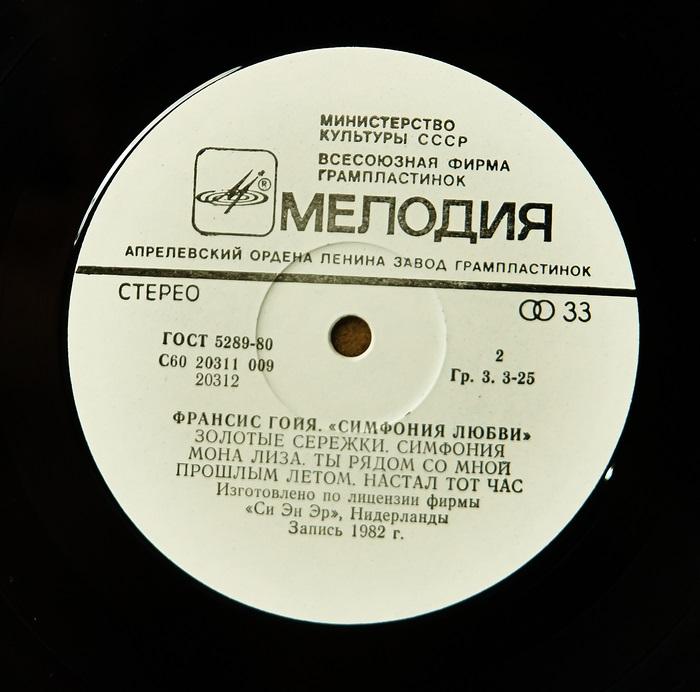 МИНИСТЕРСТВО
КУЛЬТУРЫ СССР
ВСЕСОЮЗНАЯ ФИРМА
ГРАМПЛАСТИНОК
®
МЕЛОДИЯ
АПРЕЛЕВСКИЙ ОРДЕНА ЛЕНИНА ЗАВОД ГРАМПЛАСТИНОК
СТЕРЕО
33
ГОСТ 5289-80
С60 20311 009
20312
2
Гр. 3. 3-25
ФРАНСИС ГОЙЯ. «СИМФОНИЯ ЛЮБВИ»
ЗОЛОТЫЕ СЕРЕЖКИ. СИМФОНИЯ
МОНА ЛИЗА. ТЫ РЯДОМ СО МНОЙ
ПРОШЛЫМ ЛЕТОМ. НАСТАЛ ТОТ ЧАС
Изготовлено по лицензии фирмы
«Си Эн Эр», Нидерланды
Запись 1982 г.